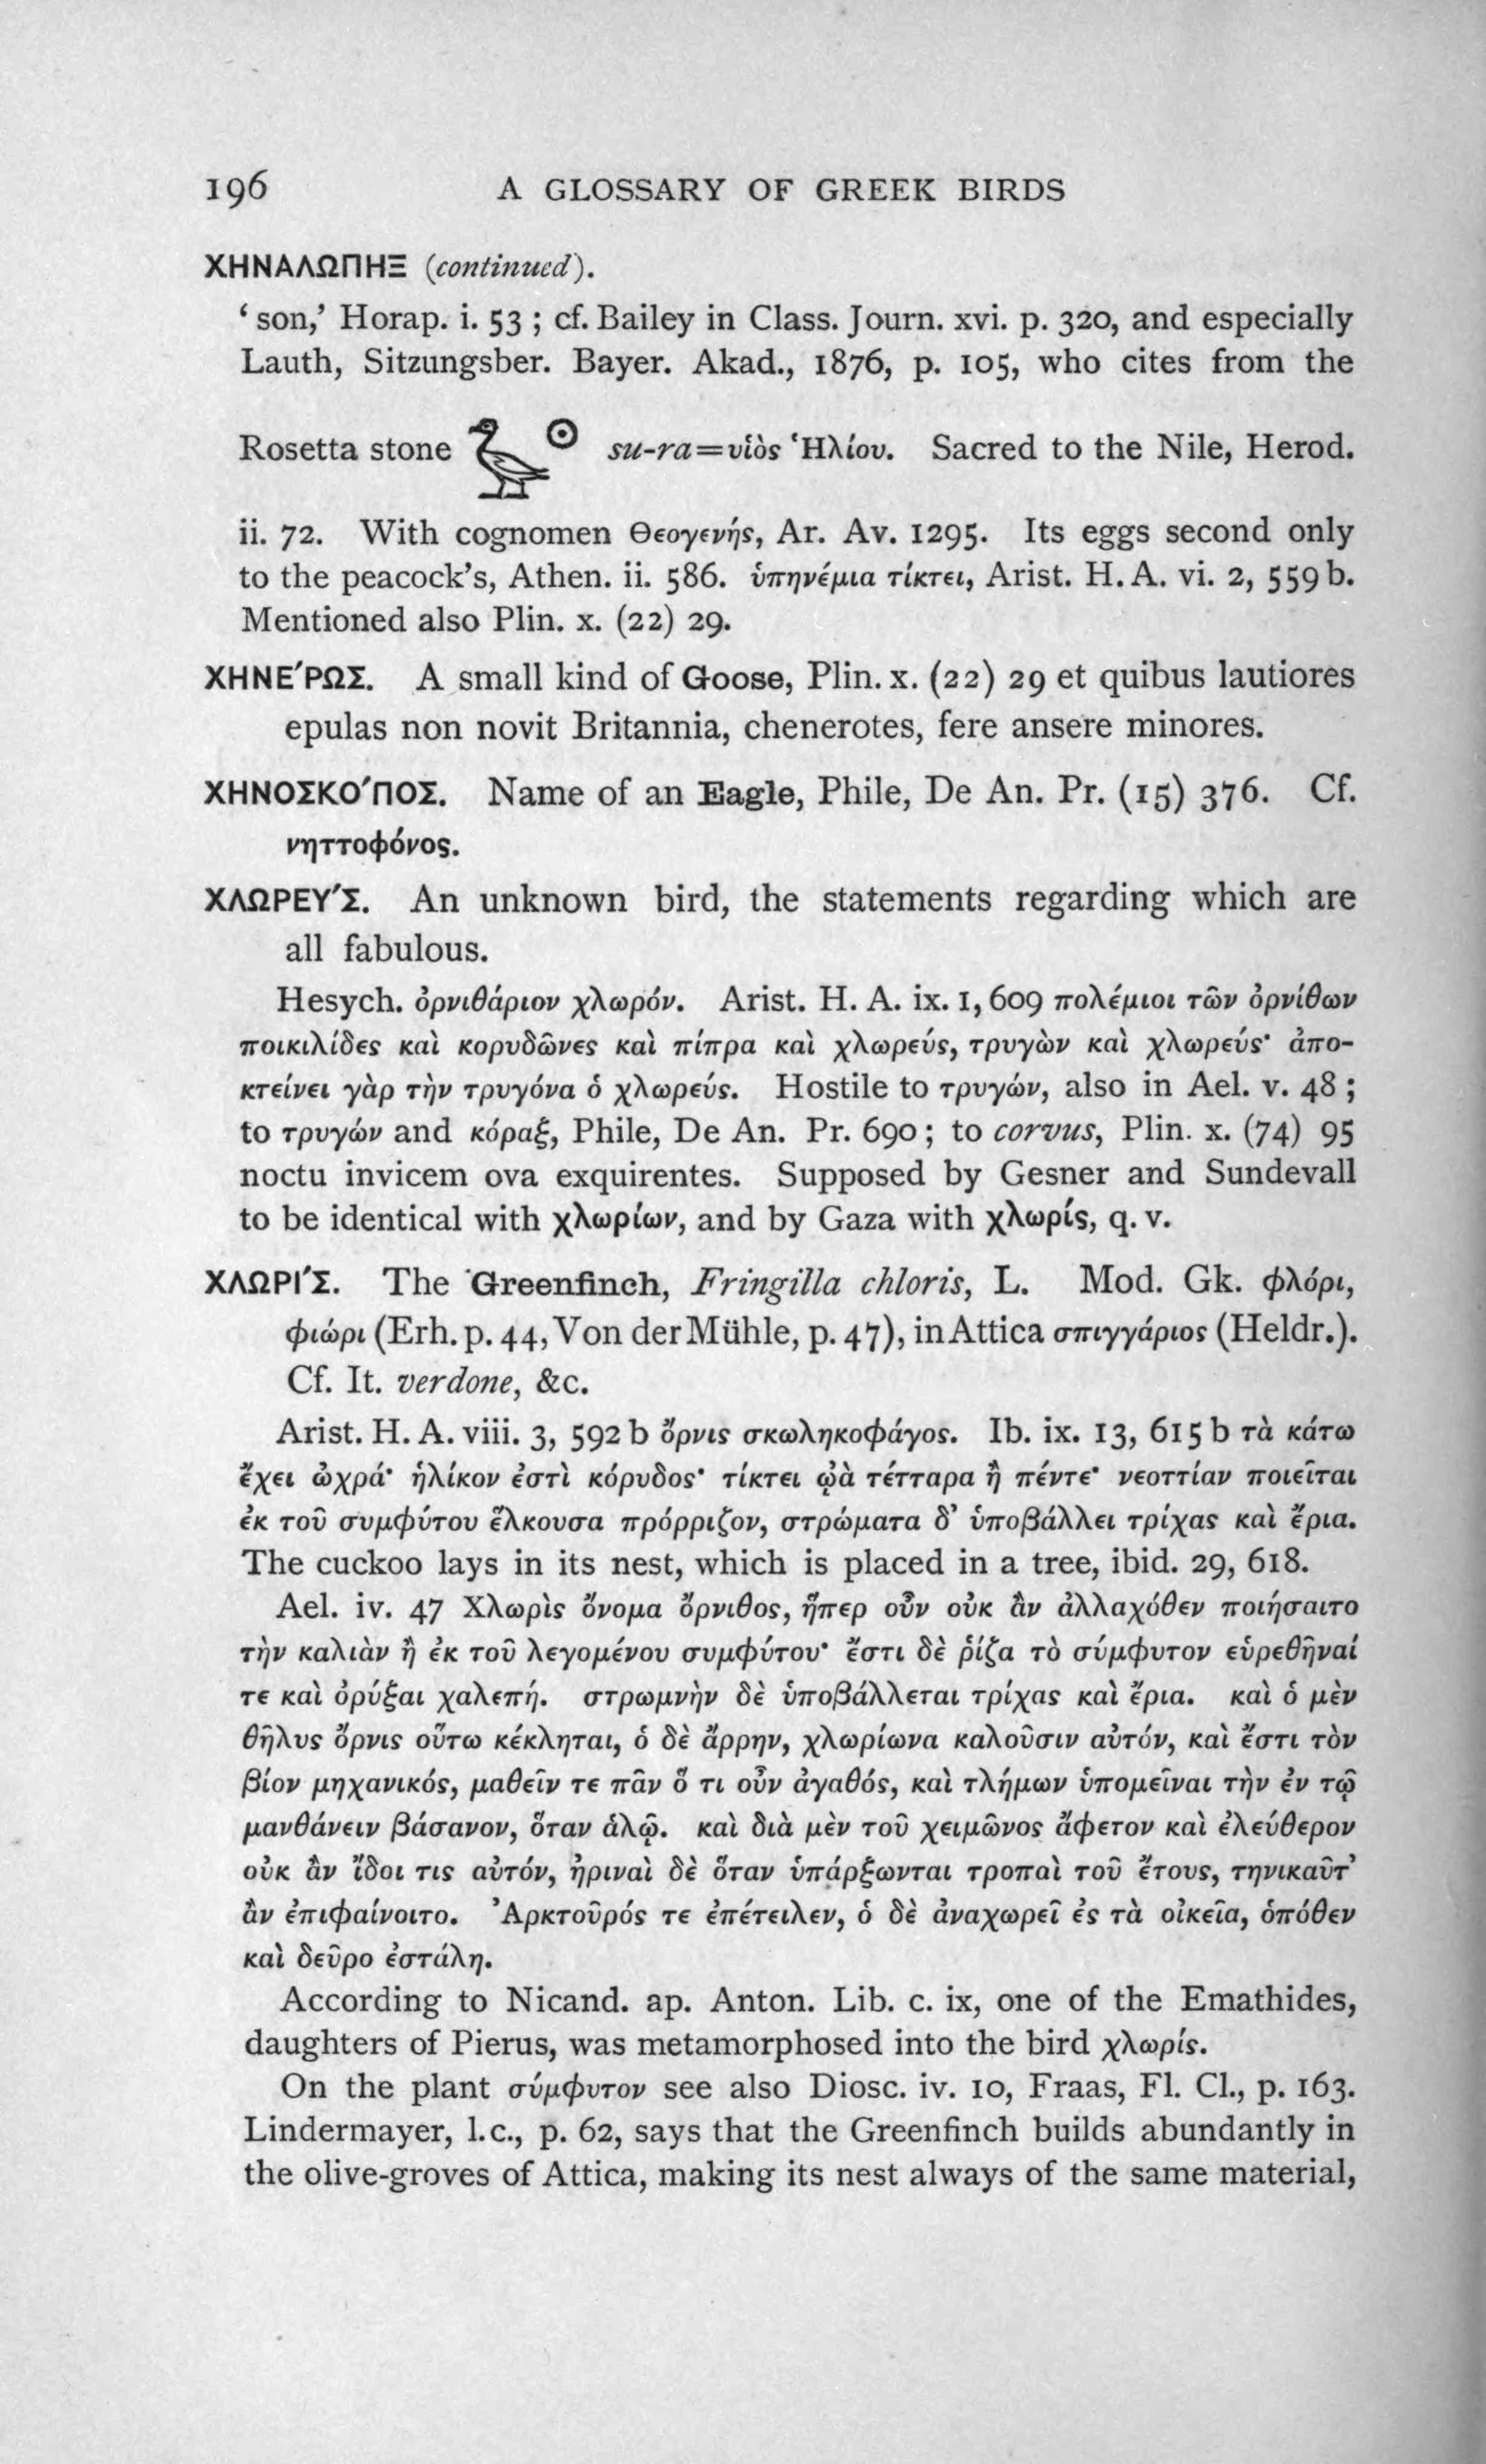 196 A GLOSSARY OF GREEK BIRDS
ΧΗΝΑΛΩΠΗΞ (continued).
‘son,’ Horap. i. 53 ; cf. Bailey in Class. Journ. xvi. p. 320, and especially
Lauth, Sitzungsber. Bayer. Akad., 1876, p. 105, who cites from the
Rosetta stone su-ra=υἱὸς Ἡλίου. Sacred to the Nile, Herod.
ii. 72. With cognomen Θεογενής, Ar. Av. 1295. Its eggs second only
to the peacock’s, Athen. ii. 586. ὑπηνέμια τίκτει, Arist. H. A. vi. 2, 559 b.
Mentioned also Plin. x. (22) 29.
ΧΗΝΕ´ΡΩΣ. A small kind of Goose, Plin. x. (22) 29 et quibus lautiores
epulas non novit Britannia, chenerotes, fere ansere minores.
ΧΗΝΟΣΚΟ´ΠΟΣ. Name of an Eagle, Phile, De An. Pr. (15) 376. Cf.
νηττοφόνος.
ΧΛΩΡΕΥ´Σ. An unknown bird, the statements regarding which are
all fabulous.
Hesych. ὀρνιθάριον χλωρόν. Arist. H. A. ix. 1, 609 πολέμιοι τῶν ὀρνίθων
ποικιλίδες καὶ κορυδῶνες καὶ πίπρα καὶ χλωρεύς, τρυγὼν καὶ χλωρεύς· ἀπο-
κτείνει γὰρ τὴν τρυγόνα ὁ χλωρεύς. Hostile to τρυγών, also in Ael. v. 48 ;
to τρυγών and κόραξ, Phile, De An. Pr. 690 ; to corvus, Plin. x. (74) 95
noctu invicem ova exquirentes. Supposed by Gesner and Sundevall
to be identical with χλωρίων, and by Gaza with χλωρίς, q. v.
ΧΛΩΡΙ´Σ. The Greenfinch, Fringilla chloris, L. Mod. Gk. φλόρι,
φιώρι (Erh. p. 44, Von der Mühle, p. 47), in Attica σπιγγάριος (Heldr.).
Cf. It. verdone, &c.
Arist. H. A. viii. 3, 592 b ὄρνις σκωληκοφάγος. Ib. ix. 13, 615 b τὰ κάτω
ἔχει ὠχρά· ἡλίκον ἐστὶ κόρυδος· τίκτει ᾠὰ τέτταρα ἢ πέντε· νεοττίαν ποιεῖται
ἐκ τοῦ συμφύτου ἕλκουσα πρόρριζον, στρώματα δ’ ὑποβάλλει τρίχας καὶ ἔρια.
The cuckoo lays in its nest, which is placed in a tree, ibid. 29, 618.
Ael. iv. 47 Χλωρὶς ὄνομα ὄρνιθος, ἥπερ οὖν οὐκ ἂν ἀλλαχόθεν ποιήσαιτο
τὴν καλιὰν ἢ ἐκ τοῦ λεγομένου συμφύτου· ἔστι δὲ ῥίζα τὸ σύμφυτον εὑρεθῆναί
τε καὶ ὀρύξαι χαλεπή. στρωμνὴν δὲ ὑποβάλλεται τρίχας καὶ ἔρια. καὶ ὁ μὲν
θῆλυς ὄρνις οὕτω κέκληται, ὁ δὲ ἄρρην, χλωρίωνα καλοῦσιν αὐτόν, καὶ ἔστι τὸν
βίον μηχανικός, μαθεῖν τε πᾶν ὅ τι οὖν ἀγαθός, καὶ τλήμων ὑπομεῖναι τὴν ἐν τῷ
μανθάνειν βάσανον, ὅταν ἁλῷ. καὶ διὰ μὲν τοῦ χειμῶνος ἄφετον καὶ ἐλεύθερον
οὐκ ἂν ἴδοι τις αὐτόν, ἠριναὶ δὲ ὅταν ὑπάρξωνται τροπαὶ τοῦ ἔτους, τηνικαῦτ’
ἂν ἐπιφαίνοιτο. Ἀρκτοῦρός τε ἐπέτειλεν, ὁ δὲ ἀναχωρεῖ ἐς τὰ οἰκεῖα, ὁπόθεν
καὶ δεῦρο ἐστάλη.
According to Nicand. ap. Anton. Lib. c. ix, one of the Emathides,
daughters of Pierus, was metamorphosed into the bird χλωρίς.
On the plant σύμφυτον see also Diosc. iv. 10, Fraas, Fl. Cl., p. 163.
Lindermayer, l. c., p. 62, says that the Greenfinch builds abundantly in
the olive-groves of Attica, making its nest always of the same material,